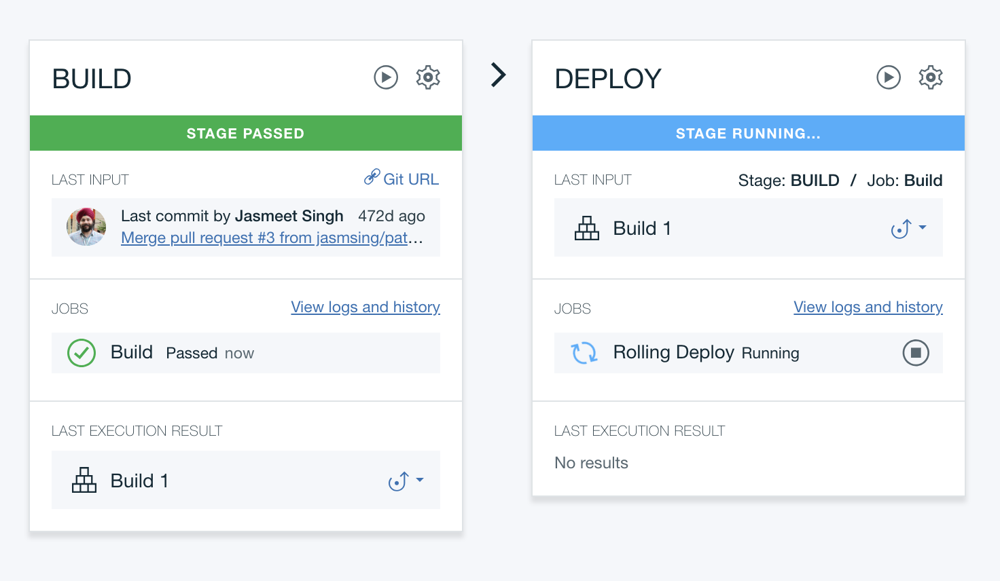 BUILD
STAGE PASSED
LAST INPUT
Git URL
Last commit by Jasmeet Singh 472d ago
Merge pull request #3 from jasmsing/pat...
JOBS
View logs and history
Build Passed now
LAST EXECUTION RESULT
Build 1
DEPLOY
STAGE RUNNING...
LAST INPUT
Stage: BUILD / Job: Build
Build 1
JOBS
View logs and history
Rolling Deploy Running
LAST EXECUTION RESULT
No results